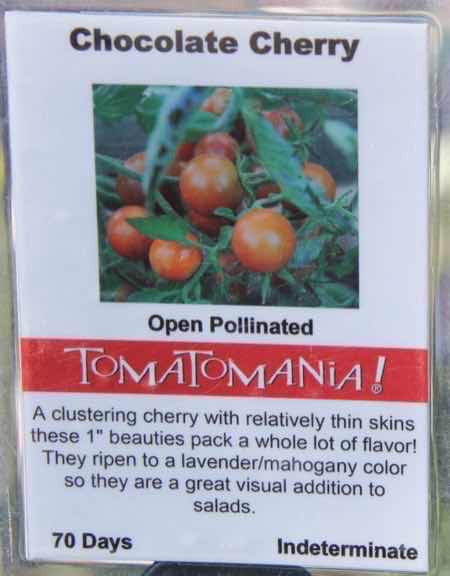 Chocolate Cherry
Open Pollinated
TOMATOMANiA!®
A clustering cherry with relatively thin skins
these 1" beauties pack a whole lot of flavor!
They ripen to a lavender/mahogany color
so they are a great visual addition to
salads.
70 Days
Indeterminate